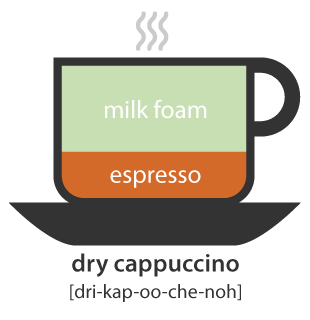 milk foam
espresso
dry cappuccino
[dri-kap-oo-che-noh]